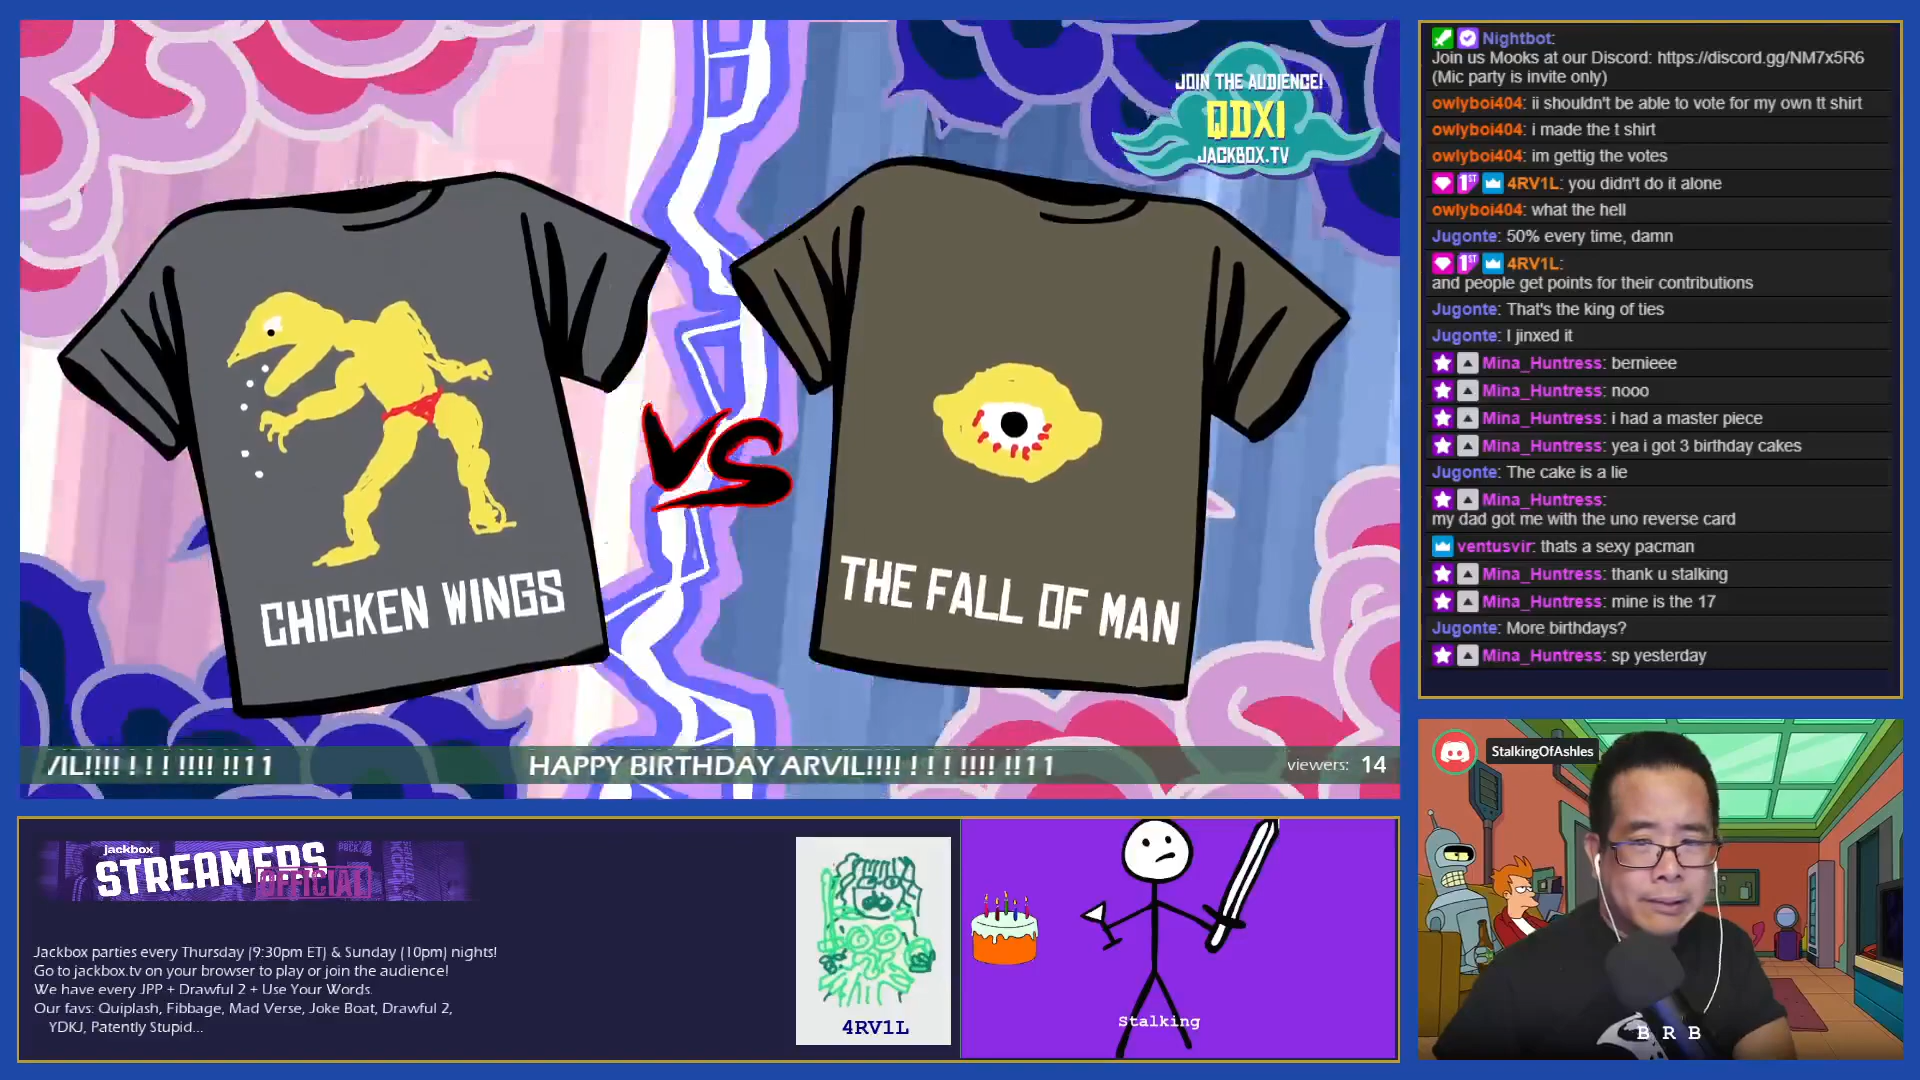 JOIN THE AUDIENCE!
QDXI
JACKBOX.TV
CHICKEN WINGS
VS
THE FALL OF MAN
VIL!!!! ! ! ! !!!! !!11
HAPPY BIRTHDAY ARVIL!!!! ! ! ! !!!! !!11
viewers: 14
Nightbot:
Join us Mooks at our Discord: https://discord.gg/NM7x5R6
(Mic party is invite only)
owlyboi404: ii shouldn't be able to vote for my own tt shirt
owlyboi404: i made the t shirt
owlyboi404: im gettig the votes
1ST 4RV1L: you didn't do it alone
owlyboi404: what the hell
Jugonte: 50% every time, damn
1ST 4RV1L:
and people get points for their contributions
Jugonte: That's the king of ties
Jugonte: I jinxed it
Mina_Huntress: bernieee
Mina_Huntress: nooo
Mina_Huntress: i had a master piece
Mina_Huntress: yea i got 3 birthday cakes
Jugonte: The cake is a lie
Mina_Huntress:
my dad got me with the uno reverse card
ventusvir: thats a sexy pacman
Mina_Huntress: thank u stalking
Mina_Huntress: mine is the 17
Jugonte: More birthdays?
Mina_Huntress: sp yesterday
jackbox
STREAMERS
OFFICIAL
Jackbox parties every Thursday (9:30pm ET) & Sunday (10pm) nights!
Go to jackbox.tv on your browser to play or join the audience!
We have every JPP + Drawful 2 + Use Your Words.
Our favs: Quiplash, Fibbage, Mad Verse, Joke Boat, Drawful 2,
YDKJ, Patently Stupid...
4RV1L
Stalking
StalkingOfAshles
B R B